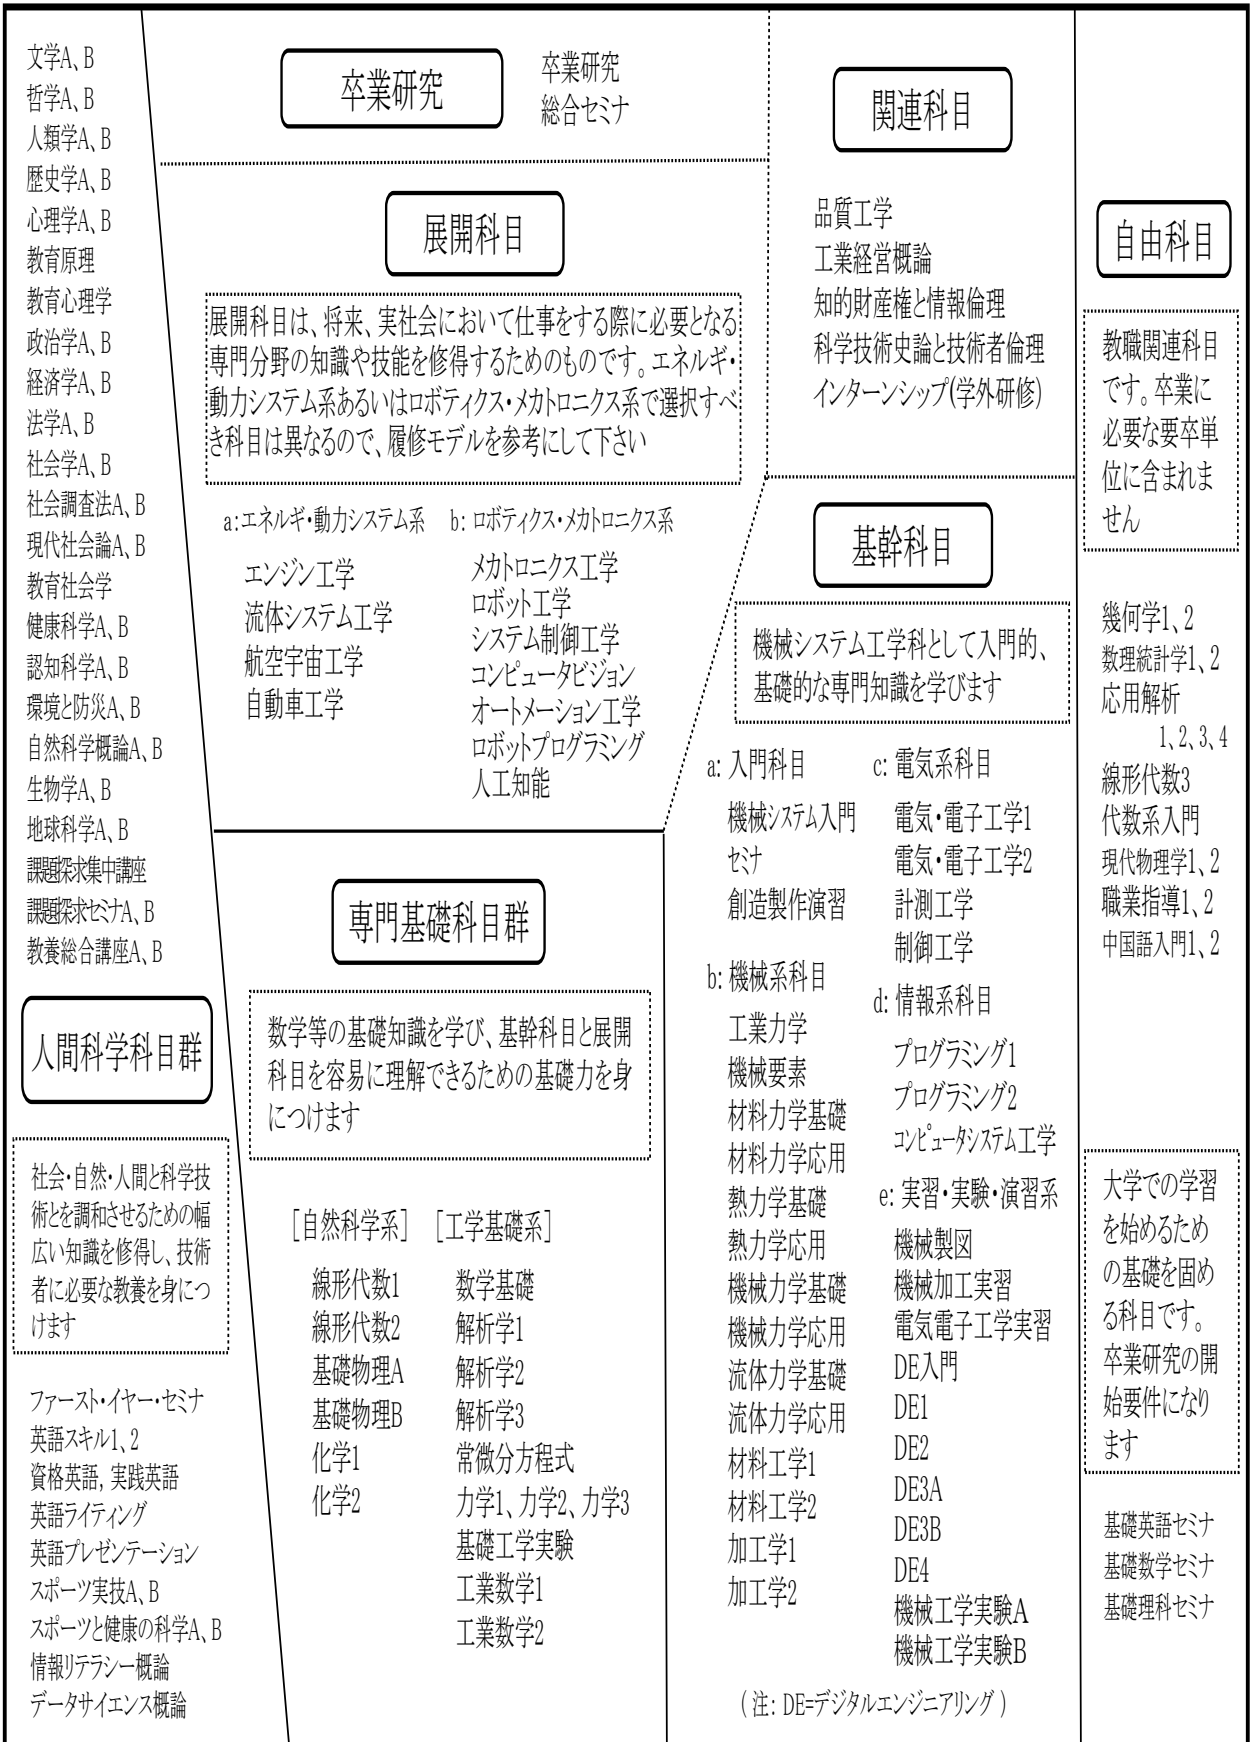 文学A、B
哲学A、B
人類学A、B
歴史学A、B
心理学A、B
教育原理
教育心理学
政治学A、B
経済学A、B
法学A、B
社会学A、B
社会調査法A、B
現代社会論A、B
教育社会学
健康科学A、B
認知科学A、B
環境と防災A、B
自然科学概論A、B
生物学A、B
地球科学A、B
課題探求集中講座
課題探求セミナA、B
教養総合講座A、B
人間科学科目群
社会・自然・人間と科学技
術とを調和させるための幅
広い知識を修得し、技術
者に必要な教養を身につ
けます
ファースト・イヤー・セミナ
英語スキル1、2
資格英語, 実践英語
英語ライティング
英語プレゼンテーション
スポーツ実技A、B
スポーツと健康の科学A、B
情報リテラシー概論
データサイエンス概論
卒業研究
卒業研究
総合セミナ
展開科目
展開科目は、将来、実社会において仕事をする際に必要となる
専門分野の知識や技能を修得するためのものです。エネルギ・
動力システム系あるいはロボティクス・メカトロニクス系で選択すべ
き科目は異なるので、履修モデルを参考にして下さい
a:エネルギ・動力システム系
エンジン工学
流体システム工学
航空宇宙工学
自動車工学
b: ロボティクス・メカトロニクス系
メカトロニクス工学
ロボット工学
システム制御工学
コンピュータビジョン
オートメーション工学
ロボットプログラミング
人工知能
専門基礎科目群
数学等の基礎知識を学び、基幹科目と展開
科目を容易に理解できるための基礎力を身
につけます
[自然科学系]
線形代数1
線形代数2
基礎物理A
基礎物理B
化学1
化学2
[工学基礎系]
数学基礎
解析学1
解析学2
解析学3
常微分方程式
力学1、力学2、力学3
基礎工学実験
工業数学1
工業数学2
関連科目
品質工学
工業経営概論
知的財産権と情報倫理
科学技術史論と技術者倫理
インターンシップ(学外研修)
基幹科目
機械システム工学科として入門的、
基礎的な専門知識を学びます
a: 入門科目
機械システム入門
セミナ
創造製作演習
b: 機械系科目
工業力学
機械要素
材料力学基礎
材料力学応用
熱力学基礎
熱力学応用
機械力学基礎
機械力学応用
流体力学基礎
流体力学応用
材料工学1
材料工学2
加工学1
加工学2
c: 電気系科目
電気・電子工学1
電気・電子工学2
計測工学
制御工学
d: 情報系科目
プログラミング1
プログラミング2
コンピュータシステム工学
e: 実習・実験・演習系
機械製図
機械加工実習
電気電子工学実習
DE入門
DE1
DE2
DE3A
DE3B
DE4
機械工学実験A
機械工学実験B
(注: DE=デジタルエンジニアリング)
自由科目
教職関連科目
です。卒業に
必要な要卒単
位に含まれま
せん
幾何学1、2
数理統計学1、2
応用解析
1、2、3、4
線形代数3
代数系入門
現代物理学1、2
職業指導1、2
中国語入門1、2
大学での学習
を始めるため
の基礎を固め
る科目です。
卒業研究の開
始要件になり
ます
基礎英語セミナ
基礎数学セミナ
基礎理科セミナ